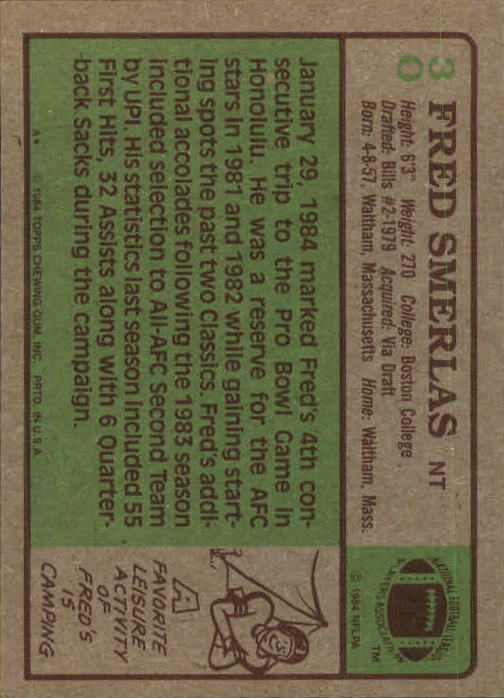 30
FRED SMERLAS NT
Height: 6'3" Weight: 270 College: Boston College
Drafted: Bills #2-1979 Acquired: Via Draft
Born: 4-8-57, Waltham, Massachusetts Home: Waltham, Mass.
NATIONAL FOOTBALL LEAGUE
PLAYERS ASSOCIATION
TM
© 1984 NFLPA
January 29, 1984 marked Fred's 4th con-
secutive trip to the Pro Bowl Game in
Honolulu. He was a reserve for the AFC
stars in 1981 and 1982 while gaining start-
ing spots the past two Classics. Fred's addi-
tional accolades following the 1983 season
included selection to All-AFC Second Team
by UPI. His statistics last season included 55
First Hits, 32 Assists along with 6 Quarter-
back Sacks during the campaign.
A
FAVORITE
LEISURE
ACTIVITY
OF
FRED'S
IS
CAMPING
A* © 1984 TOPPS CHEWING GUM, INC. PRTD. IN U.S.A.